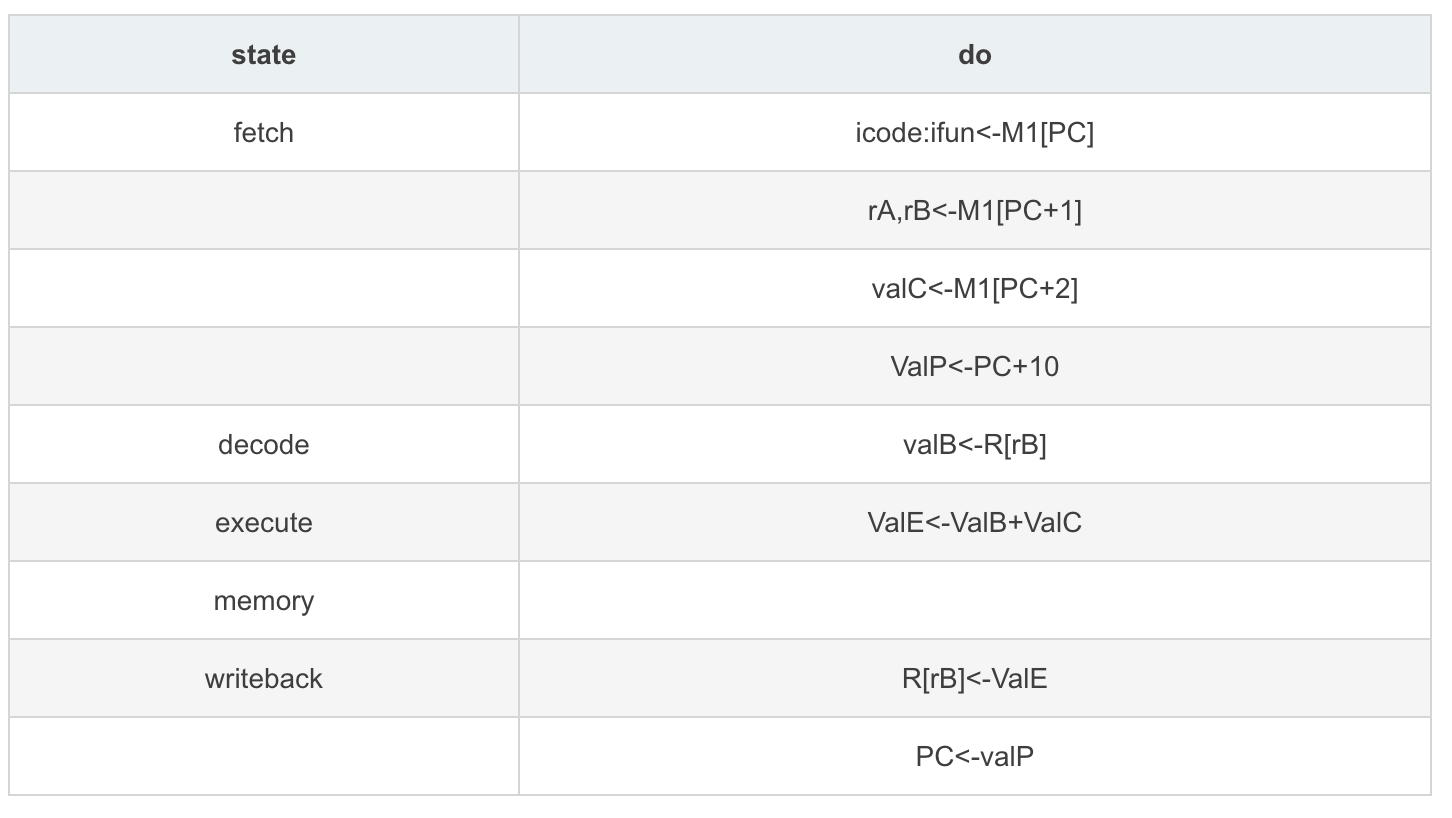 state do
fetch icode:ifun<-M1[PC]
rA,rB<-M1[PC+1]
valC<-M1[PC+2]
ValP<-PC+10
decode valB<-R[rB]
execute ValE<-ValB+ValC
memory
writeback R[rB]<-ValE
PC<-valP